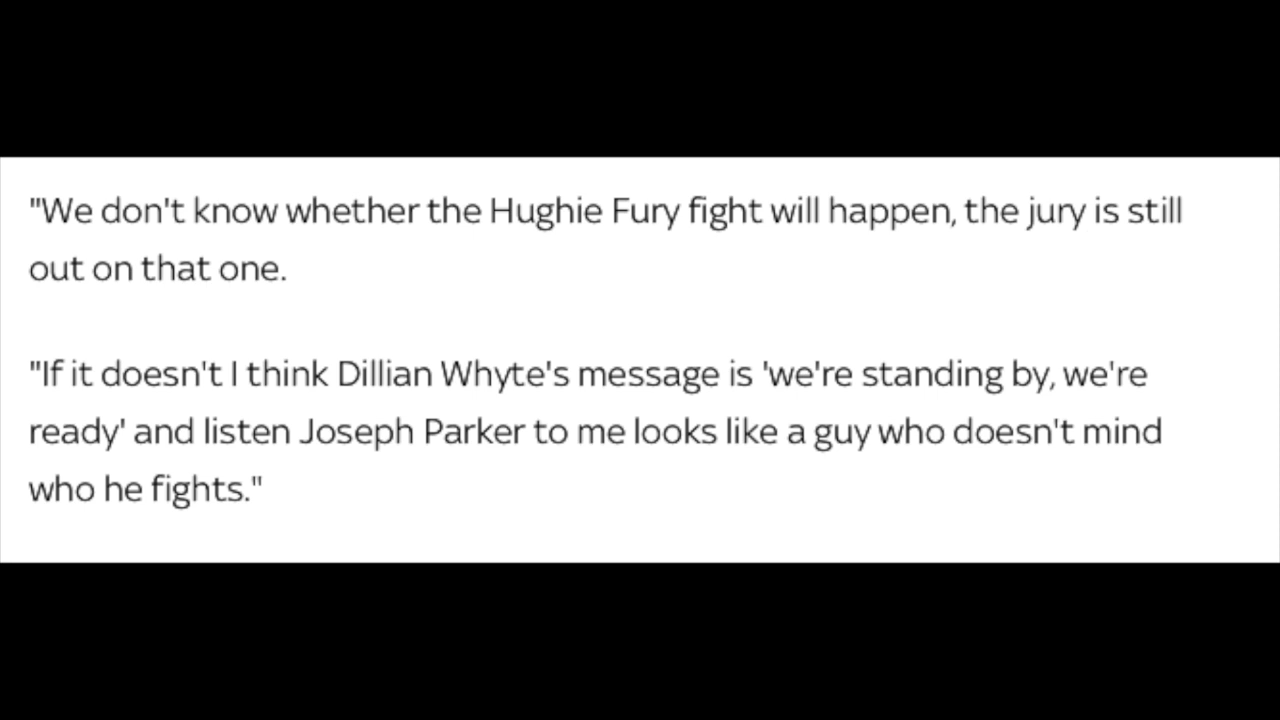 "We don't know whether the Hughie Fury fight will happen, the jury is still
out on that one.
"If it doesn't I think Dillian Whyte's message is 'we're standing by, we're
ready' and listen Joseph Parker to me looks like a guy who doesn't mind
who he fights."